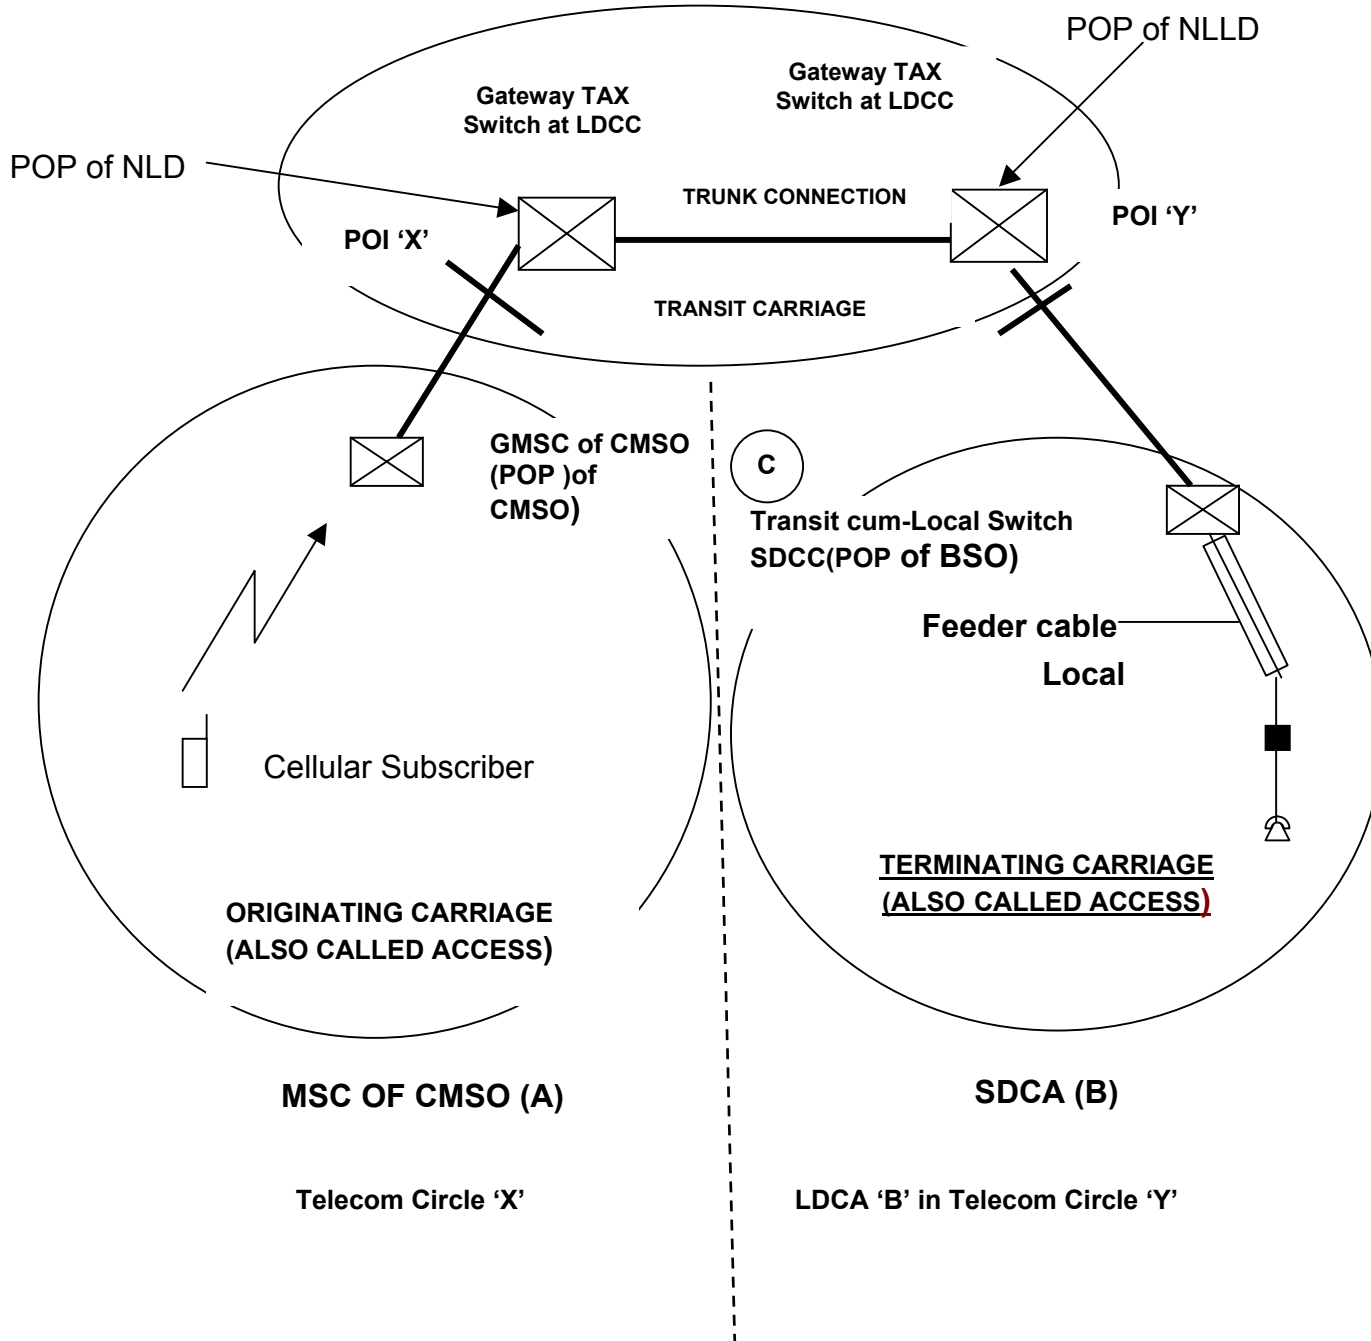 POP of NLLD
Gateway TAX
Switch at LDCC
Gateway TAX
Switch at LDCC
POP of NLD
TRUNK CONNECTION
POI ‘X’
POI ‘Y’
TRANSIT CARRIAGE
GMSC of CMSO
(POP )of
CMSO)
C
Transit cum-Local Switch
SDCC(POP of BSO)
Feeder cable
Local
Cellular Subscriber
TERMINATING CARRIAGE
(ALSO CALLED ACCESS)
ORIGINATING CARRIAGE
(ALSO CALLED ACCESS)
MSC OF CMSO (A)
SDCA (B)
Telecom Circle ‘X’
LDCA ‘B’ in Telecom Circle ‘Y’